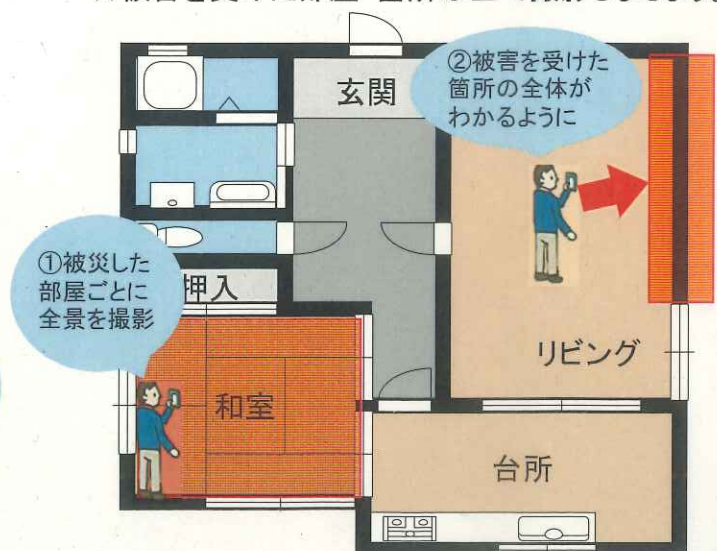 玄関
②被害を受けた
箇所の全体が
わかるように
①被災した
部屋ごとに
全景を撮影
押入
リビング
和室
台所